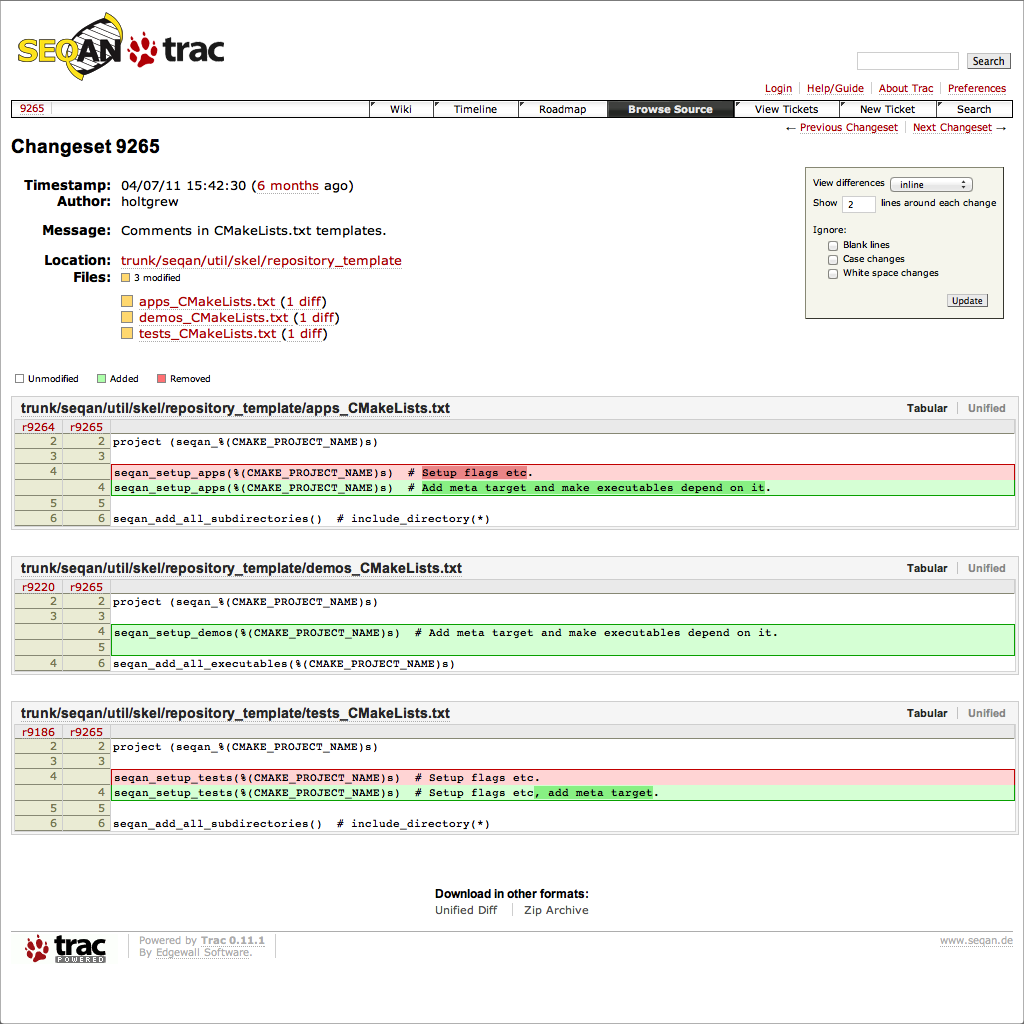 SEQAN trac
Search
Login Help/Guide About Trac Preferences
9265 Wiki Timeline Roadmap Browse Source View Tickets New Ticket Search
← Previous Changeset Next Changeset →
Changeset 9265
Timestamp: 04/07/11 15:42:30 (6 months ago)
Author: holtgrew
Message: Comments in CMakeLists.txt templates.
Location: trunk/seqan/util/skel/repository_template
Files: 3 modified
apps_CMakeLists.txt (1 diff)
demos_CMakeLists.txt (1 diff)
tests_CMakeLists.txt (1 diff)
View differences inline
Show 2 lines around each change
Ignore:
Blank lines
Case changes
White space changes
Update
Unmodified Added Removed
trunk/seqan/util/skel/repository_template/apps_CMakeLists.txt Tabular Unified
r9264 r9265
2 2 project (seqan_%(CMAKE_PROJECT_NAME)s)
3 3
4 seqan_setup_apps(%(CMAKE_PROJECT_NAME)s)  # Setup flags etc.
4 seqan_setup_apps(%(CMAKE_PROJECT_NAME)s)  # Add meta target and make executables depend on it.
5 5
6 6 seqan_add_all_subdirectories()  # include_directory(*)
trunk/seqan/util/skel/repository_template/demos_CMakeLists.txt Tabular Unified
r9220 r9265
2 2 project (seqan_%(CMAKE_PROJECT_NAME)s)
3 3
4 seqan_setup_demos(%(CMAKE_PROJECT_NAME)s)  # Add meta target and make executables depend on it.
5
4 6 seqan_add_all_executables(%(CMAKE_PROJECT_NAME)s)
trunk/seqan/util/skel/repository_template/tests_CMakeLists.txt Tabular Unified
r9186 r9265
2 2 project (seqan_%(CMAKE_PROJECT_NAME)s)
3 3
4 seqan_setup_tests(%(CMAKE_PROJECT_NAME)s)  # Setup flags etc.
4 seqan_setup_tests(%(CMAKE_PROJECT_NAME)s)  # Setup flags etc, add meta target.
5 5
6 6 seqan_add_all_subdirectories()  # include_directory(*)
Download in other formats:
Unified Diff Zip Archive
trac POWERED
Powered by Trac 0.11.1
By Edgewall Software.
www.seqan.de